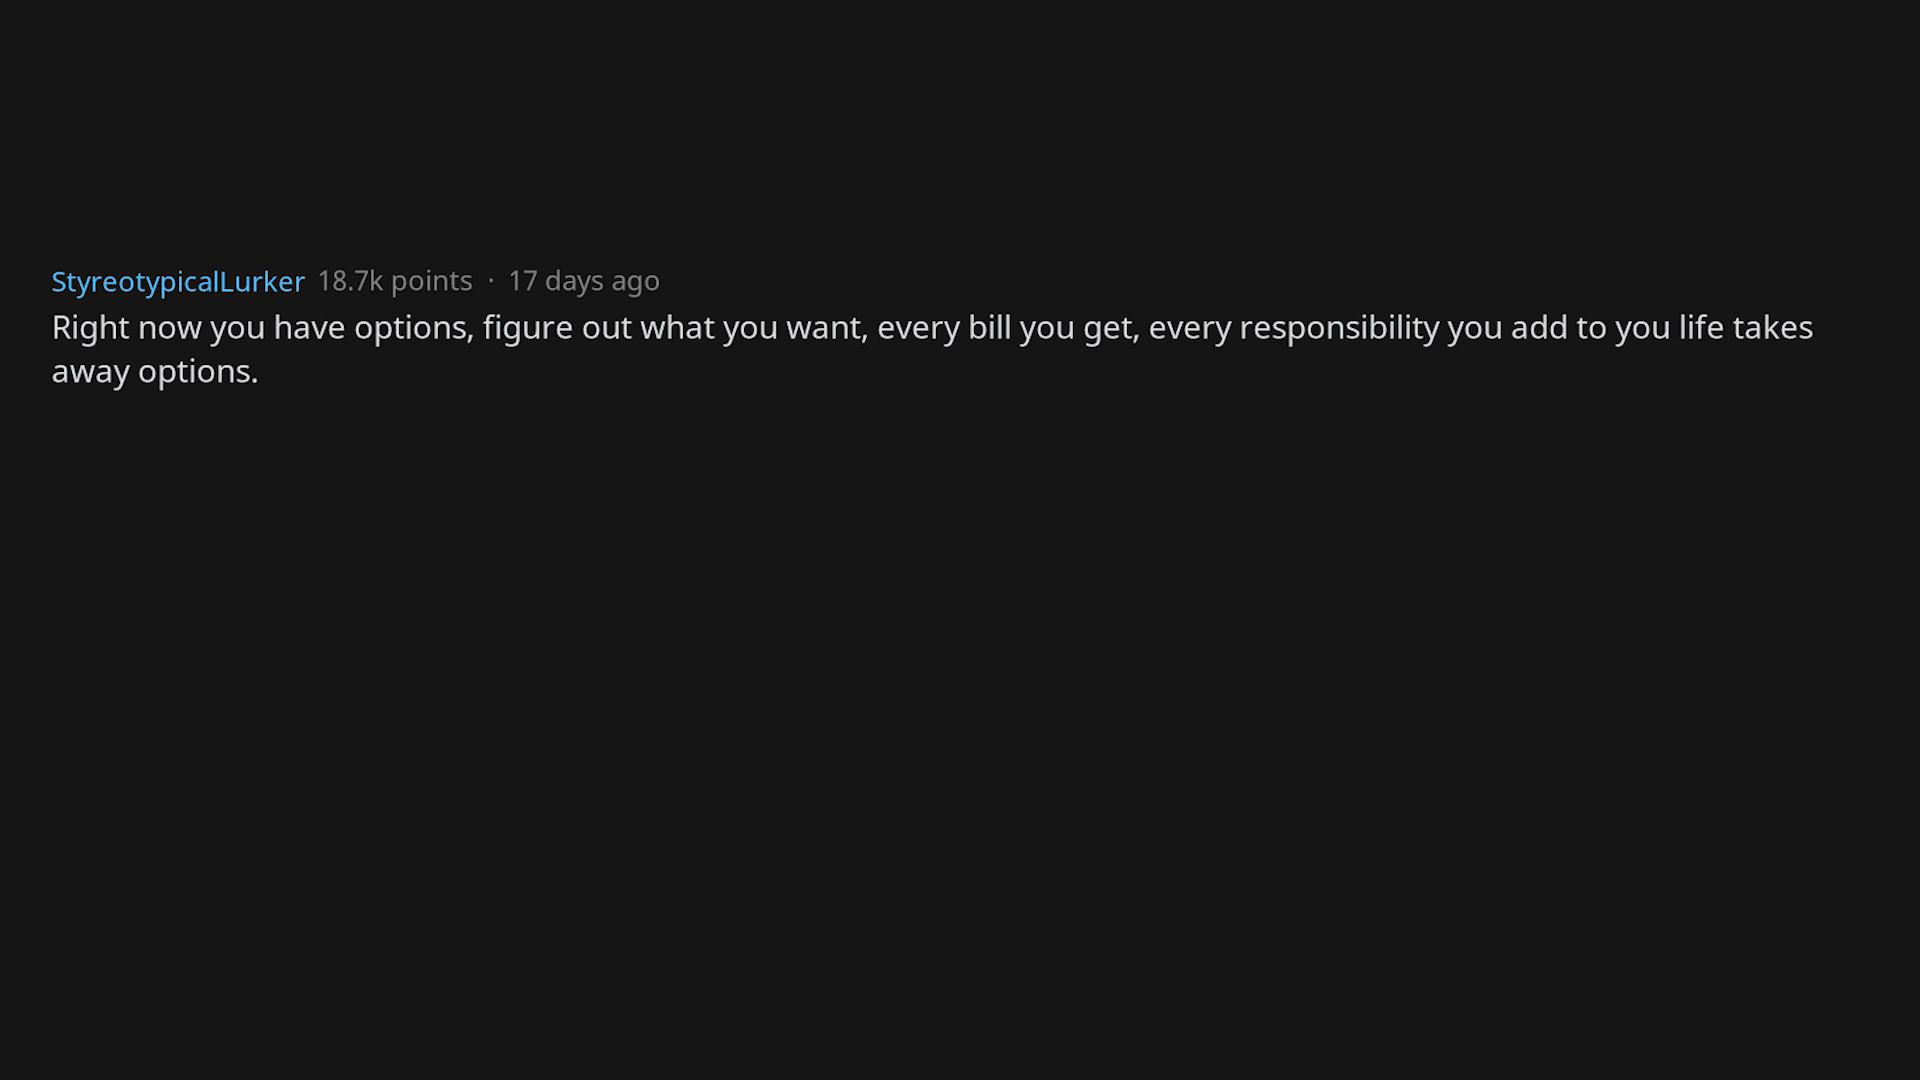 StyreotypicalLurker 18.7k points · 17 days ago
Right now you have options, figure out what you want, every bill you get, every responsibility you add to you life takes
away options.